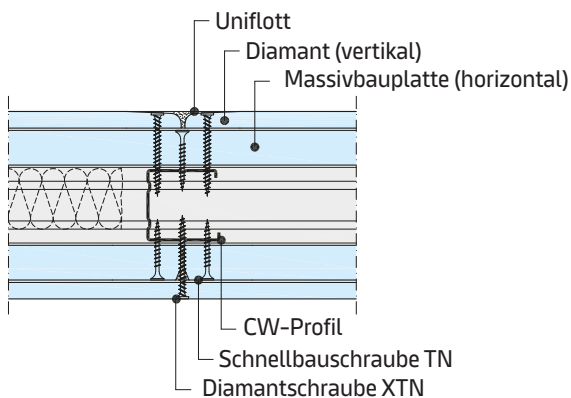 Uniflott
Diamant (vertikal)
Massivbauplatte (horizontal)
CW-Profil
Schnellbauschraube TN
Diamantschraube XTN